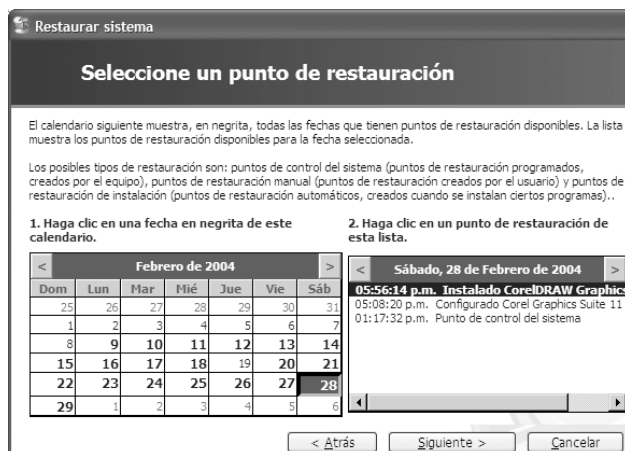 Restaurar sistema
Seleccione un punto de restauración
El calendario siguiente muestra, en negrita, todas las fechas que tienen puntos de restauración disponibles. La lista
muestra los puntos de restauración disponibles para la fecha seleccionada.
Los posibles tipos de restauración son: puntos de control del sistema (puntos de restauración programados,
creados por el equipo), puntos de restauración manual (puntos de restauración creados por el usuario) y puntos de
restauración de instalación (puntos de restauración automáticos, creados cuando se instalan ciertos programas)..
1. Haga clic en una fecha en negrita de este
calendario.
< Febrero de 2004 >
Dom Lun Mar Mié Jue Vie Sáb
25 26 27 28 29 30 31
1 2 3 4 5 6 7
8 9 10 11 12 13 14
15 16 17 18 19 20 21
22 23 24 25 26 27 28
29 1 2 3 4 5 6
2. Haga clic en un punto de restauración de
esta lista.
< Sábado, 28 de Febrero de 2004 >
05:56:14 p.m. Instalado CorelDRAW Graphics
05:08:20 p.m. Configurado Corel Graphics Suite 11
01:17:32 p.m. Punto de control del sistema
< Atrás
Siguiente >
Cancelar